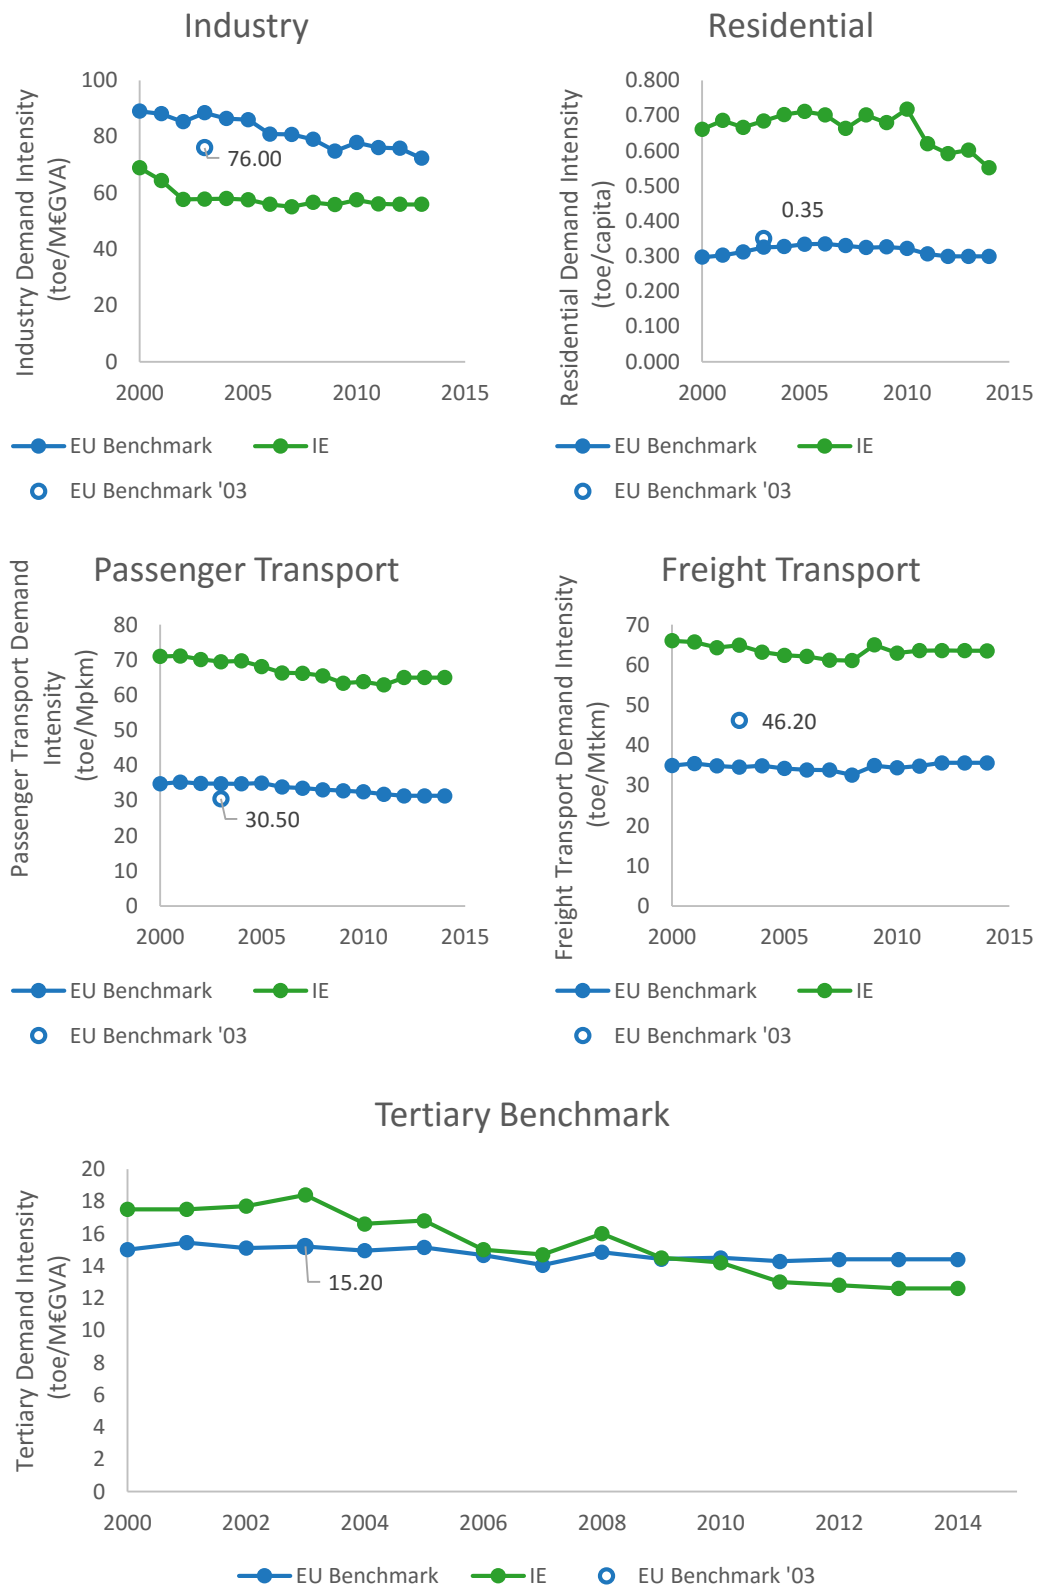 Industry
Industry Demand Intensity
(toe/M€GVA)
100
80
60
40
20
0
76.00
2000 2005 2010 2015
EU Benchmark IE
EU Benchmark '03
Residential
Residential Demand Intensity
(toe/capita)
0.800
0.700
0.600
0.500
0.400
0.300
0.200
0.100
0.000
0.35
2000 2005 2010 2015
EU Benchmark IE
EU Benchmark '03
Passenger Transport
Passenger Transport Demand
Intensity
(toe/Mpkm)
80
70
60
50
40
30
20
10
0
30.50
2000 2005 2010 2015
EU Benchmark IE
EU Benchmark '03
Freight Transport
Freight Transport Demand Intensity
(toe/Mtkm)
70
60
50
40
30
20
10
0
46.20
2000 2005 2010 2015
EU Benchmark IE
EU Benchmark '03
Tertiary Benchmark
Tertiary Demand Intensity
(toe/M€GVA)
20
18
16
14
12
10
8
6
4
2
0
15.20
2000 2002 2004 2006 2008 2010 2012 2014
EU Benchmark IE EU Benchmark '03